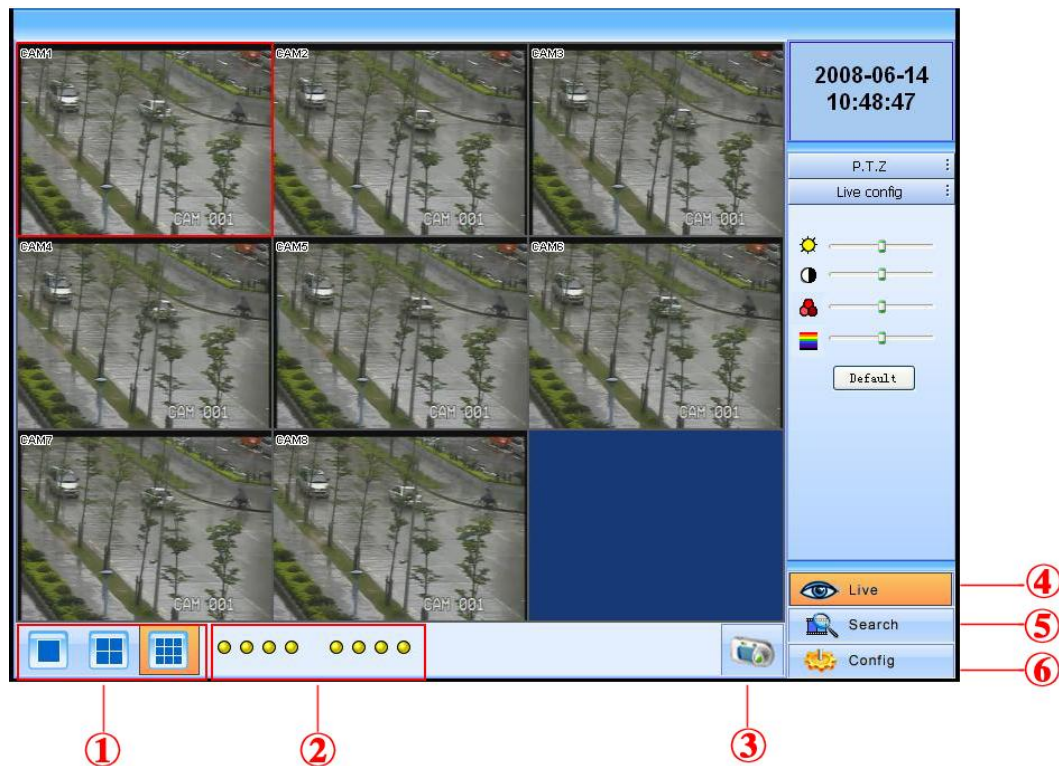 CAM1
CAM2
CAM3
2008-06-14
10:48:47
P.T.Z
Live config
CAM 001
CAM 001
CAM 001
CAM4
CAM5
CAM6
Default
CAM 001
CAM 001
CAM 001
CAM7
CAM8
CAM 001
CAM 001
Live
④
Search
⑤
Config
⑥
①
②
③